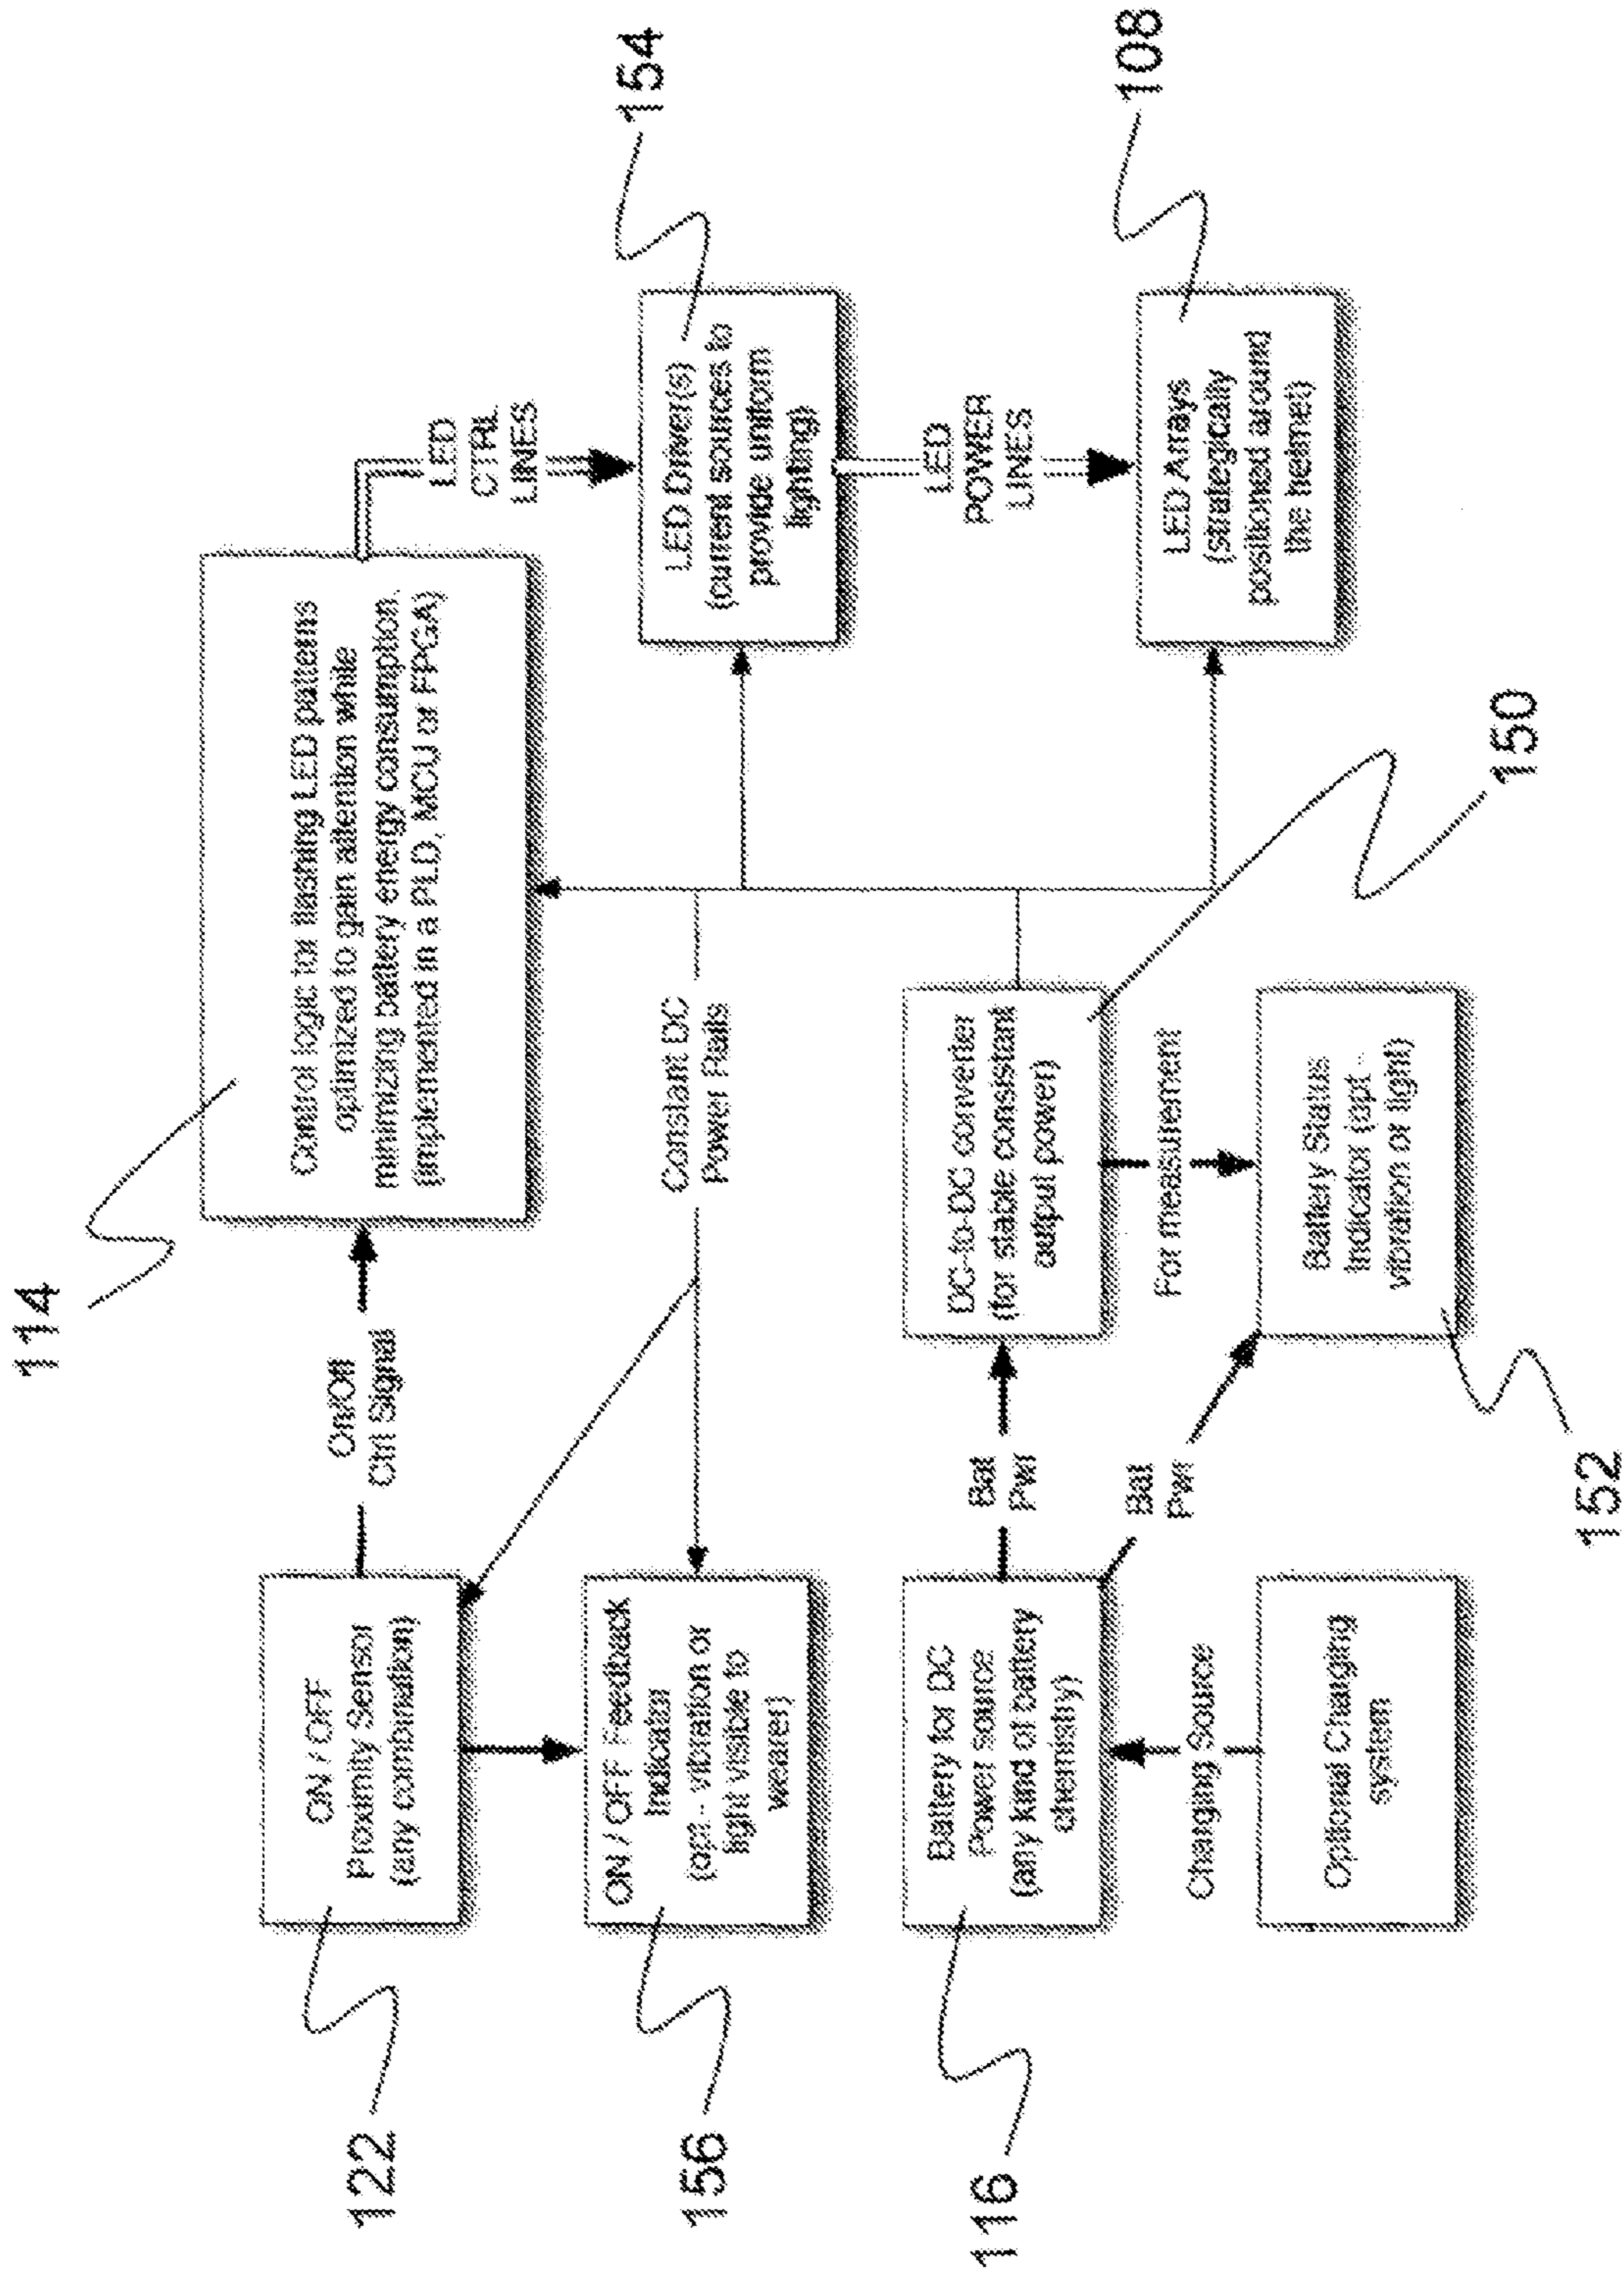 114
Control logic for flashing LED patterns
optimized to gain attention while
minimizing battery energy consumption.
(implemented in a PLD, MCU or FPGA)
On/Off
Ctrl Signal
ON / OFF
Proximity Sensor
(any combination)
122
LED
CTRL
LINES
154
LED Driver(s)
(current sources to
provide uniform
lighting)
ON / OFF Feedback
Indicator
(opt - vibration or
light visible to
wearer)
156
Constant DC
Power Rails
LED
POWER
LINES
Battery for DC
Power source
(any kind of battery
chemistry)
116
Bat
Pwr
DC-to-DC converter
(for stable consistant
output power)
150
LED Arrays
(strategically
positioned around
the helmet)
108
Charging Source
Bat
Pwr
For measurement
Optional Charging
system
Battery Status
Indicator (opt -
vibration or light)
152